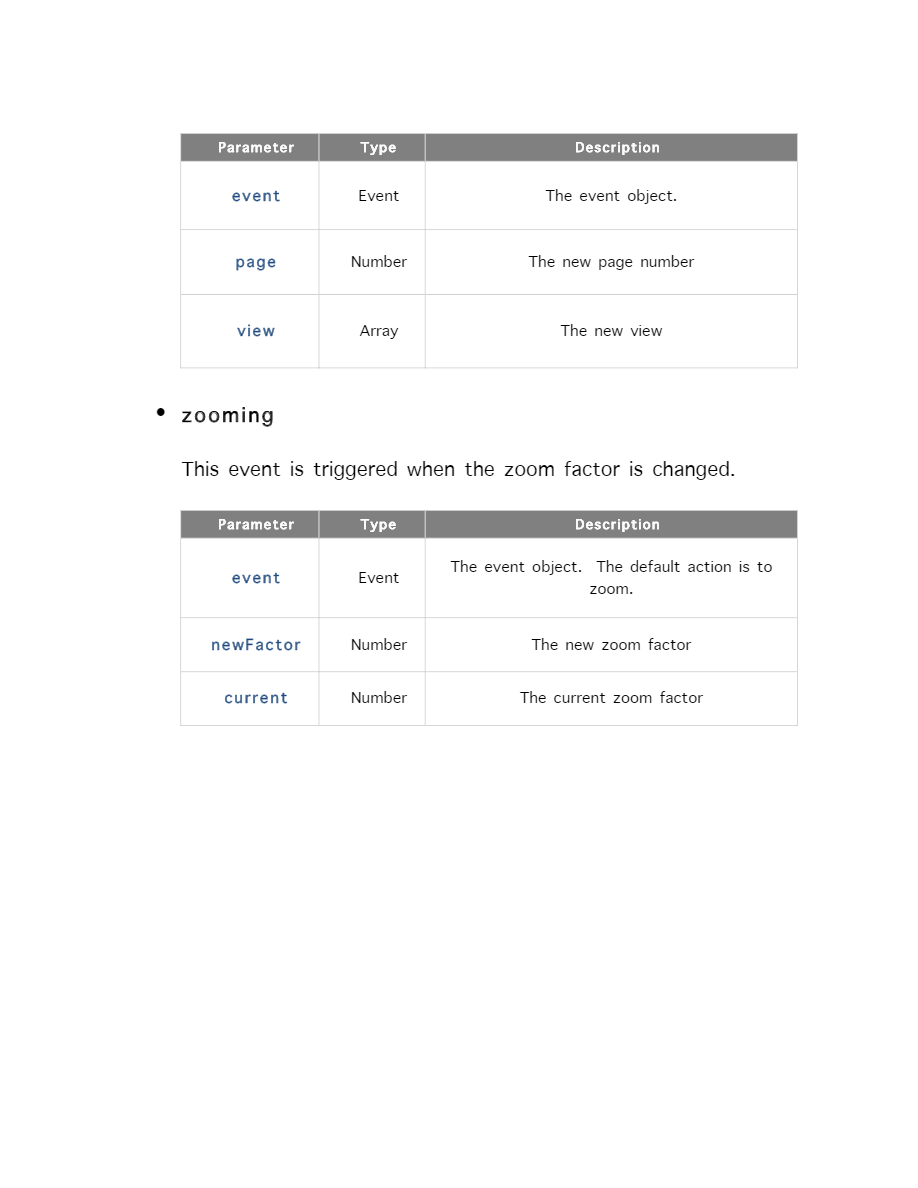 Parameter Type Description
event Event The event object.
page Number The new page number
view Array The new view
• zooming
This event is triggered when the zoom factor is changed.
Parameter Type Description
event Event The event object. The default action is to
zoom.
newFactor Number The new zoom factor
current Number The current zoom factor